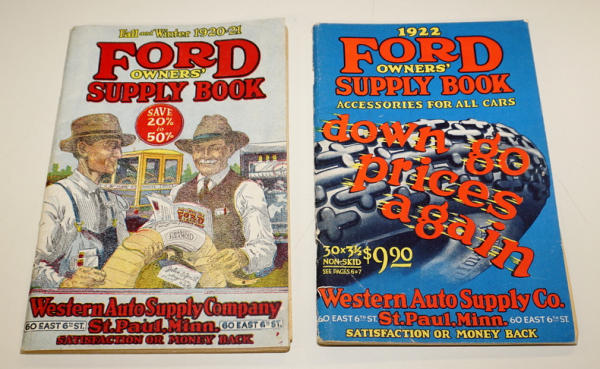 Fall and Winter 1920-21
FORD
OWNERS'
SUPPLY BOOK
SAVE
20%
to
50%
FORD
Western Auto Supply Company
60 EAST 6TH ST. St. Paul, Minn. 60 EAST 6TH ST.
SATISFACTION OR MONEY BACK
1922
FORD
OWNERS'
SUPPLY BOOK
ACCESSORIES FOR ALL CARS
down go
prices
again
30x3½ $9.90
NON-SKID
SEE PAGES 6&7
Western Auto Supply Co.
60 EAST 6TH ST. St. Paul, Minn. 60 EAST 6TH ST.
SATISFACTION OR MONEY BACK